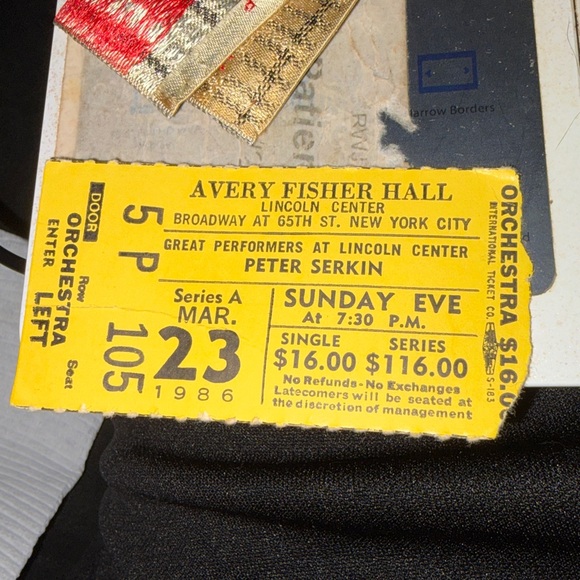 arrow Borders
AVERY FISHER HALL
LINCOLN CENTER
BROADWAY AT 65TH ST. NEW YORK CITY
GREAT PERFORMERS AT LINCOLN CENTER
PETER SERKIN
Series A
MAR.
23
1986
SUNDAY EVE
At 7:30 P.M.
SINGLE SERIES
$16.00 $116.00
No Refunds-No Exchanges
Latecomers will be seated at
the discretion of management
DOOR
5 P
Row
Seat
105
ORCHESTRA
ENTER LEFT
ORCHESTRA $16.0
INTERNATIONAL TICKET CO.